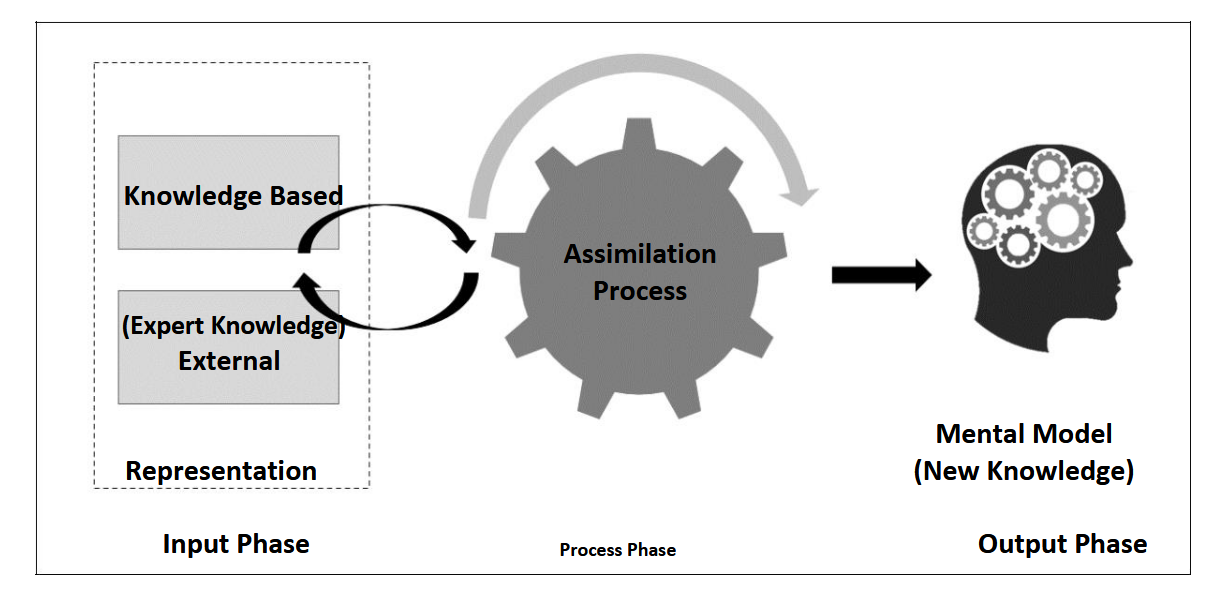 Knowledge Based
(Expert Knowledge)
External
Representation
Input Phase
Assimilation
Process
Process Phase
Mental Model
(New Knowledge)
Output Phase